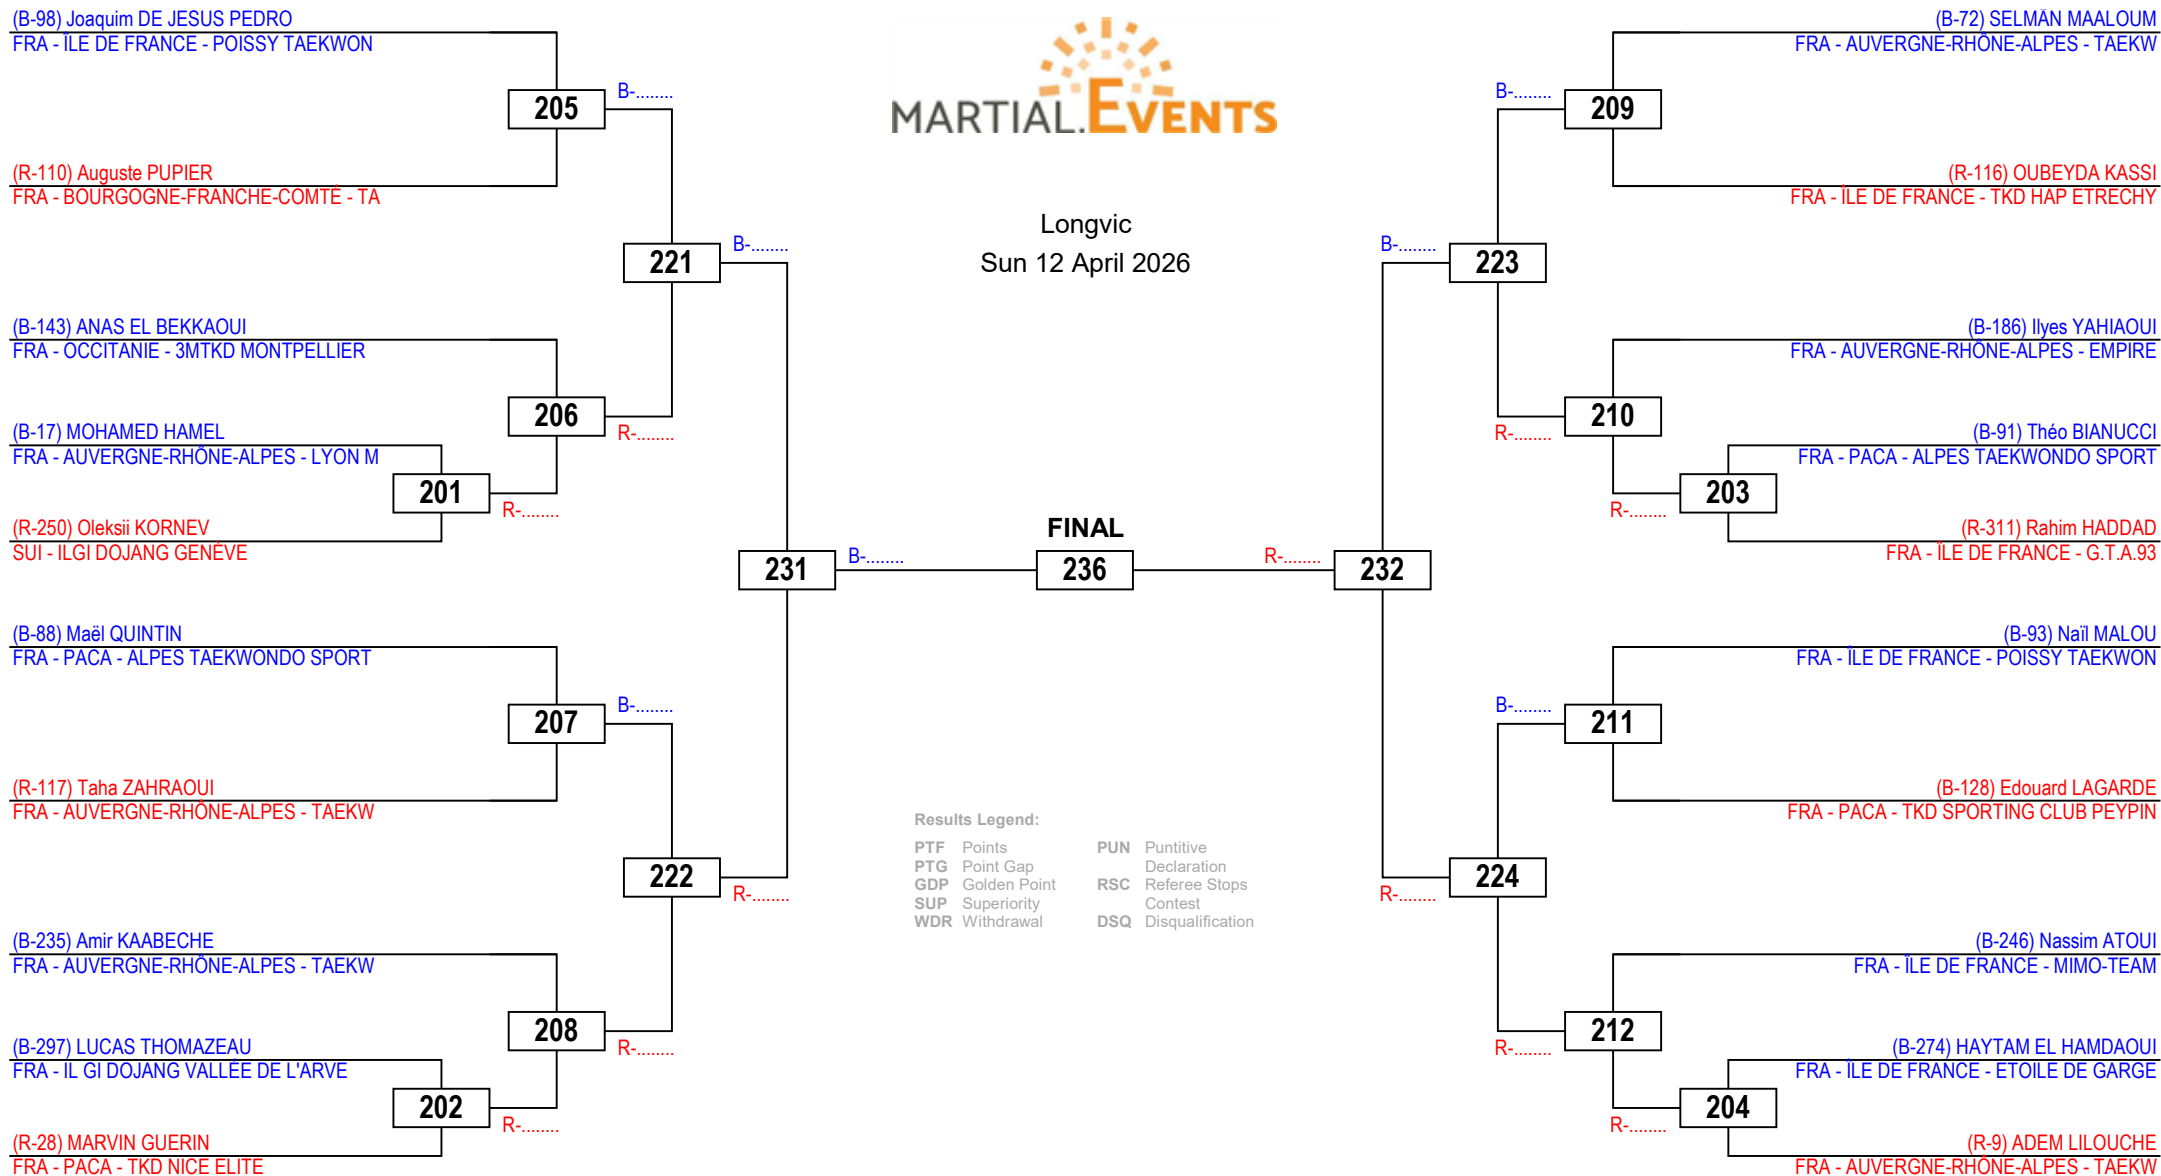 (B-98) Joaquim DE JESUS PEDRO
FRA - ÎLE DE FRANCE - POISSY TAEKWON
205
B-........
(R-110) Auguste PUPIER
FRA - BOURGOGNE-FRANCHE-COMTÉ - TA
221
B-........
(B-143) ANAS EL BEKKAOUI
FRA - OCCITANIE - 3MTKD MONTPELLIER
206
R-........
(B-17) MOHAMED HAMEL
FRA - AUVERGNE-RHÔNE-ALPES - LYON M
201
R-........
(R-250) Oleksii KORNEV
SUI - ILGI DOJANG GENÈVE
231
B-........
(B-88) Maël QUINTIN
FRA - PACA - ALPES TAEKWONDO SPORT
207
B-........
(R-117) Taha ZAHRAOUI
FRA - AUVERGNE-RHÔNE-ALPES - TAEKW
222
R-........
(B-235) Amir KAABECHE
FRA - AUVERGNE-RHÔNE-ALPES - TAEKW
208
R-........
(B-297) LUCAS THOMAZEAU
FRA - IL GI DOJANG VALLÉE DE L'ARVE
202
R-........
(R-28) MARVIN GUERIN
FRA - PACA - TKD NICE ELITE
MARTIAL.EVENTS
Longvic
Sun 12 April 2026
FINAL
236
Results Legend:
PTF Points
PTG Point Gap
GDP Golden Point
SUP Superiority
WDR Withdrawal
PUN Puntitive
Declaration
RSC Referee Stops
Contest
DSQ Disqualification
(B-72) SELMÂN MAALOUM
FRA - AUVERGNE-RHÔNE-ALPES - TAEKW
B-........
209
(R-116) OUBEYDA KASSI
FRA - ÎLE DE FRANCE - TKD HAP ETRECHY
B-........
223
(B-186) Ilyes YAHIAOUI
FRA - AUVERGNE-RHÔNE-ALPES - EMPIRE
210
R-........
(B-91) Théo BIANUCCI
FRA - PACA - ALPES TAEKWONDO SPORT
203
R-........
(R-311) Rahim HADDAD
FRA - ÎLE DE FRANCE - G.T.A.93
R-........
232
(B-93) Naïl MALOU
FRA - ÎLE DE FRANCE - POISSY TAEKWON
B-........
211
(B-128) Edouard LAGARDE
FRA - PACA - TKD SPORTING CLUB PEYPIN
224
R-........
(B-246) Nassim ATOUI
FRA - ÎLE DE FRANCE - MIMO-TEAM
212
R-........
(B-274) HAYTAM EL HAMDAOUI
FRA - ÎLE DE FRANCE - ETOILE DE GARGE
204
R-........
(R-9) ADEM LILOUCHE
FRA - AUVERGNE-RHÔNE-ALPES - TAEKW